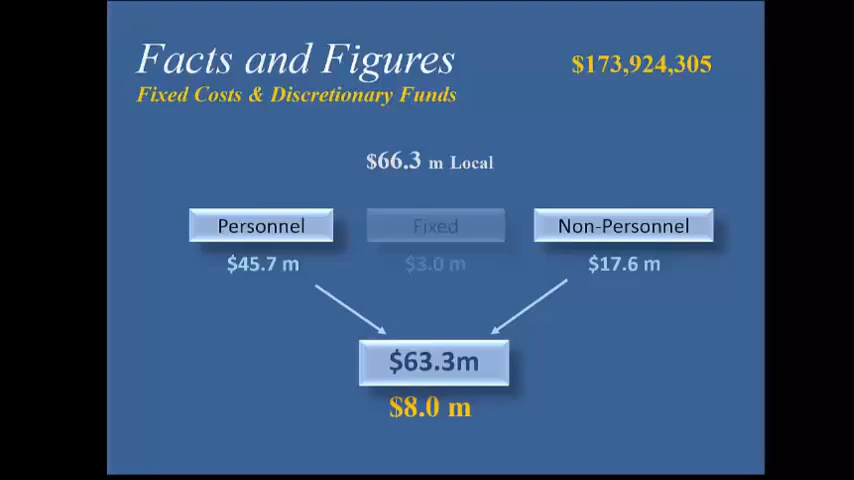 Facts and Figures
$173,924,305
Fixed Costs & Discretionary Funds
$66.3 m Local
Personnel
Fixed
Non-Personnel
$45.7 m
$3.0 m
$17.6 m
$63.3m
$8.0 m